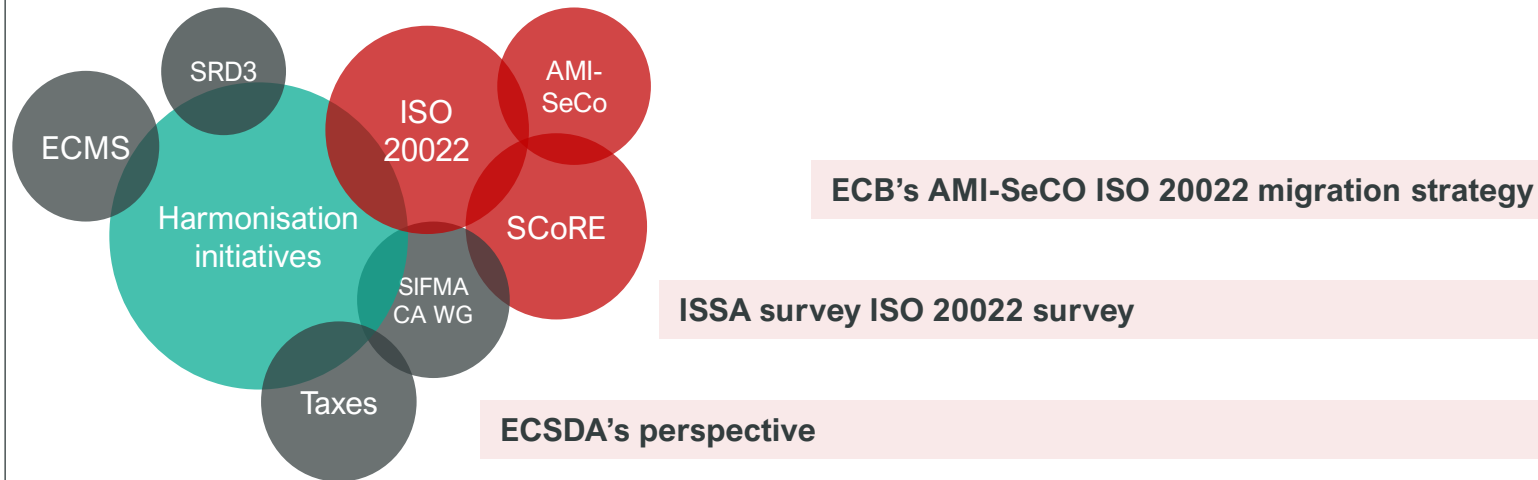 SRD3
AMI-
SeCo
ISO
20022
ECMS
ECB's AMI-SeCO ISO 20022 migration strategy
Harmonisation
initiatives
SCoRE
SIFMA
CA WG
ISSA survey ISO 20022 survey
Taxes
ECSDA's perspective